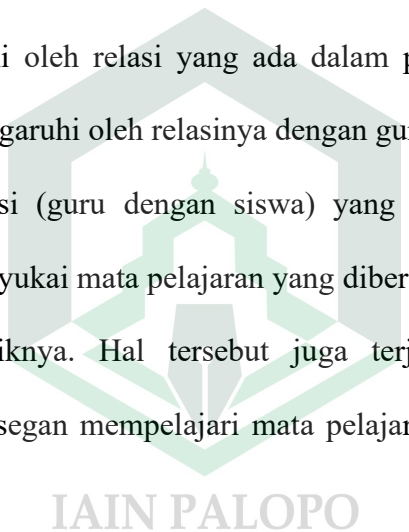 i oleh relasi yang ada dalam p
garuhi oleh relasinya dengan gur
si (guru dengan siswa) yang
yukai mata pelajaran yang diber
iknya. Hal tersebut juga terj
segan mempelajari mata pelajar
IAIN PALOPO